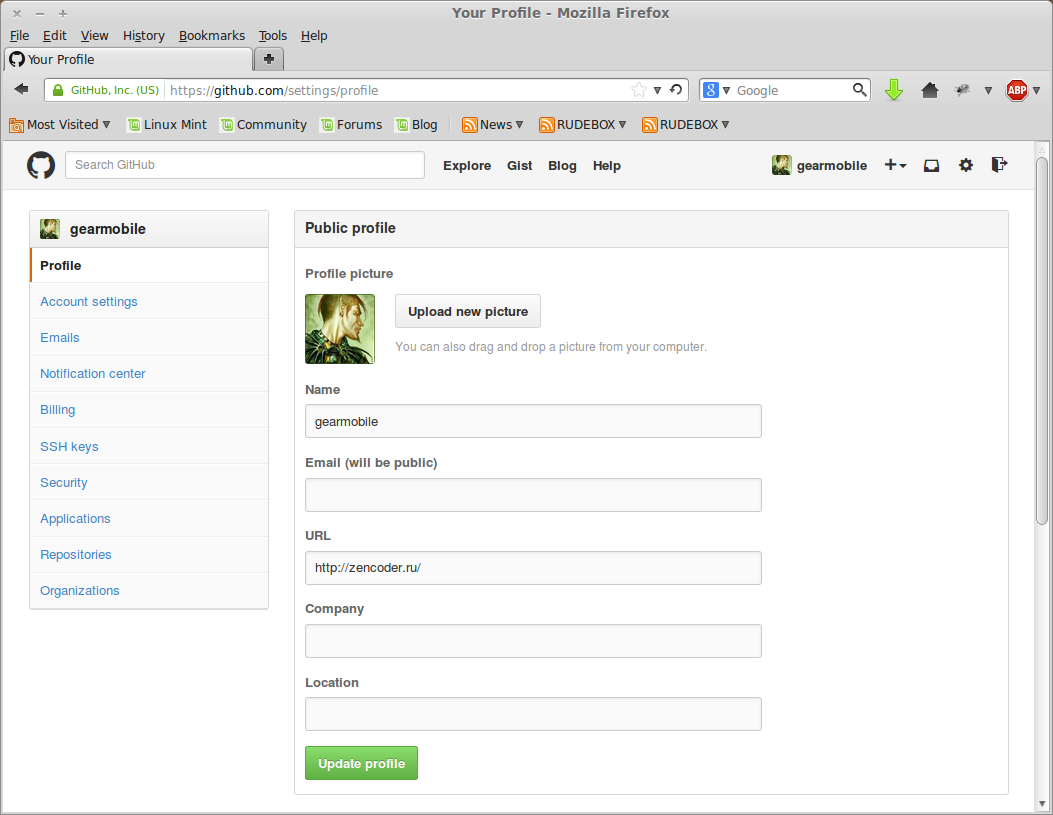 Your Profile - Mozilla Firefox
File Edit View History Bookmarks Tools Help
Your Profile
GitHub, Inc. (US) https://github.com/settings/profile
8 Google
ABP
Most Visited Linux Mint Community Forums Blog News RUDEBOX RUDEBOX
Search GitHub Explore Gist Blog Help gearmobile
gearmobile
Profile
Account settings
Emails
Notification center
Billing
SSH keys
Security
Applications
Repositories
Organizations
Public profile
Profile picture
Upload new picture
You can also drag and drop a picture from your computer.
Name
gearmobile
Email (will be public)
URL
http://zencoder.ru/
Company
Location
Update profile